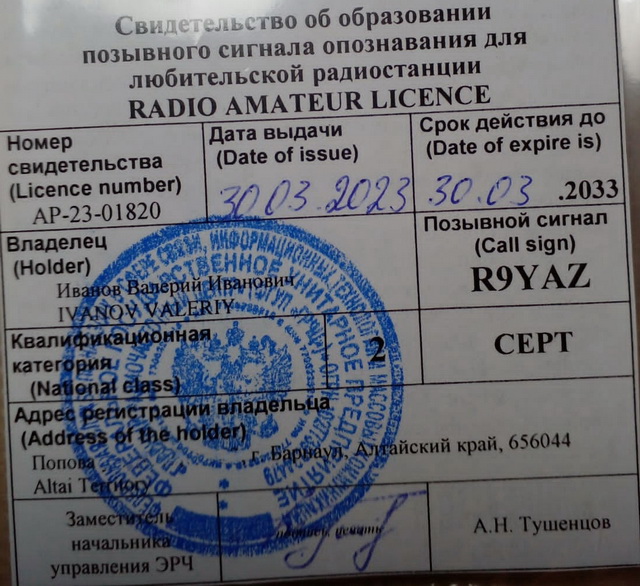 Свидетельство об образовании
позывного сигнала опознавания для
любительской радиостанции
RADIO AMATEUR LICENCE
Номер
свидетельства
(Licence number)
АР-23-01820
Дата выдачи
(Date of issue)
30.03.2023
Срок действия до
(Date of expire is)
30.03 .2033
Владелец
(Holder)
Иванов Валерий Иванович
IVANOV VALERIY
Позывной сигнал
(Call sign)
R9YAZ
Квалификационная
категория
(National class)
2
CEPT
Адрес регистрации владельца
(Address of the holder)
Попова г. Барнаул, Алтайский край, 656044
Altai Territory
Заместитель
начальника
управления ЭРЧ
подпись, печать
А.Н. Тушенцов